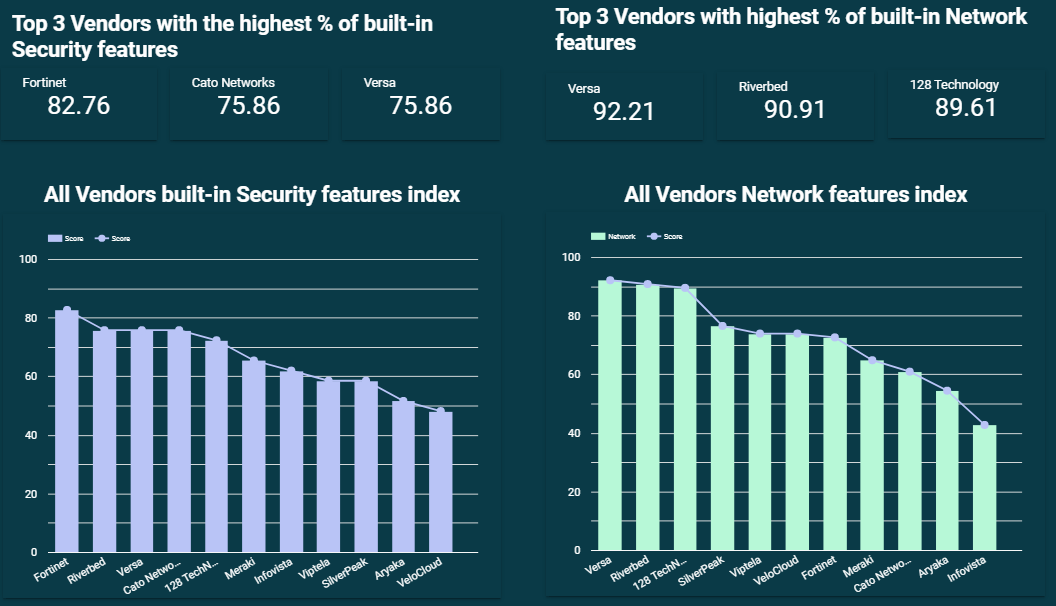 Top 3 Vendors with the highest % of built-in
Security features
Fortinet
82.76
Cato Networks
75.86
Versa
75.86
All Vendors built-in Security features index
Score
Score
100
80
60
40
20
0
Fortinet
Riverbed
Versa
Cato Netwo...
128 TechN...
Meraki
Infovista
Viptela
SilverPeak
Aryaka
VeloCloud
Top 3 Vendors with highest % of built-in Network
features
Versa
92.21
Riverbed
90.91
128 Technology
89.61
All Vendors Network features index
Network
Score
100
80
60
40
20
0
Versa
Riverbed
128 TechN...
SilverPeak
Viptela
VeloCloud
Fortinet
Meraki
Cato Netwo...
Aryaka
Infovista